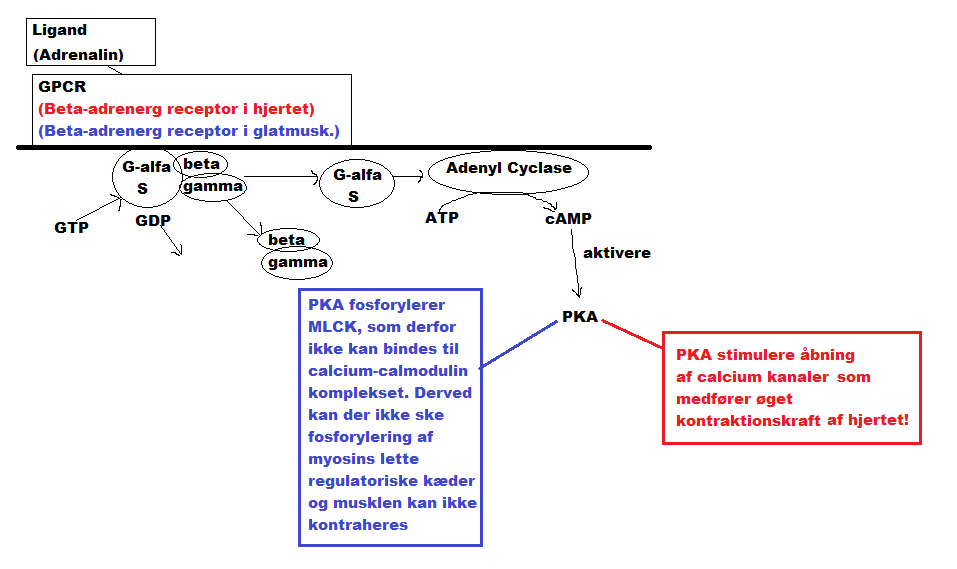 Ligand
(Adrenalin)
GPCR
(Beta-adrenerg receptor i hjertet)
(Beta-adrenerg receptor i glatmusk.)
G-alfa
S
beta
gamma
G-alfa
S
Adenyl Cyclase
GTP
GDP
ATP
cAMP
beta
gamma
aktivere
PKA
PKA fosforylerer
MLCK, som derfor
ikke kan bindes til
calcium-calmodulin
komplekset. Derved
kan der ikke ske
fosforylering af
myosins lette
regulatoriske kæder
og musklen kan ikke
kontraheres
PKA stimulere åbning
af calcium kanaler som
medfører øget
kontraktionskraft af hjertet!